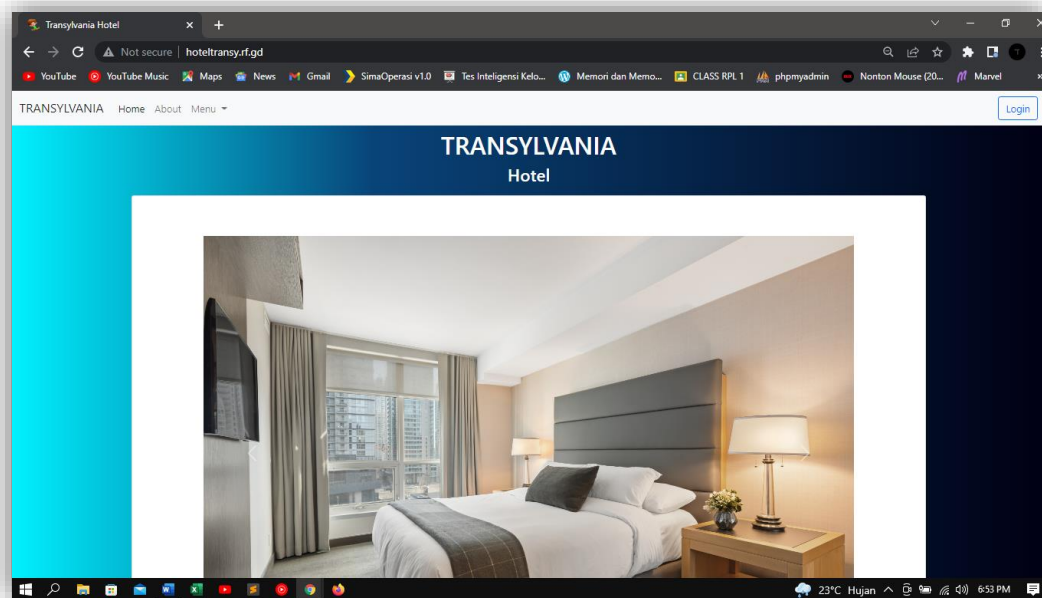 Transylvania Hotel
Not secure | hoteltransy.rf.gd
YouTube YouTube Music Maps News Gmail SimaOperasi v1.0 Tes Inteligensi Kelo... Memori dan Memo... CLASS RPL 1 phpmyadmin Nonton Mouse (20... Marvel
TRANSYLVANIA Home About Menu Login
TRANSYLVANIA
Hotel
23°C Hujan 6:53 PM